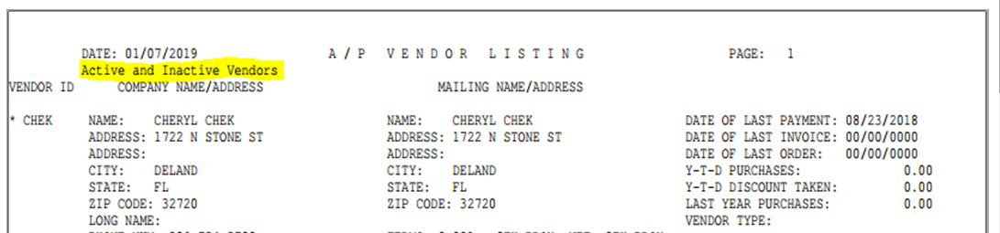 DATE: 01/07/2019 A/P VENDOR LISTING PAGE: 1
Active and Inactive Vendors
VENDOR ID COMPANY NAME/ADDRESS MAILING NAME/ADDRESS
* CHEK NAME: CHERYL CHEK NAME: CHERYL CHEK DATE OF LAST PAYMENT: 08/23/2018
ADDRESS: 1722 N STONE ST ADDRESS: 1722 N STONE ST DATE OF LAST INVOICE: 00/00/0000
ADDRESS: ADDRESS: DATE OF LAST ORDER: 00/00/0000
CITY: DELAND CITY: DELAND Y-T-D PURCHASES: 0.00
STATE: FL STATE: FL Y-T-D DISCOUNT TAKEN: 0.00
ZIP CODE: 32720 ZIP CODE: 32720 LAST YEAR PURCHASES: 0.00
LONG NAME: VENDOR TYPE: